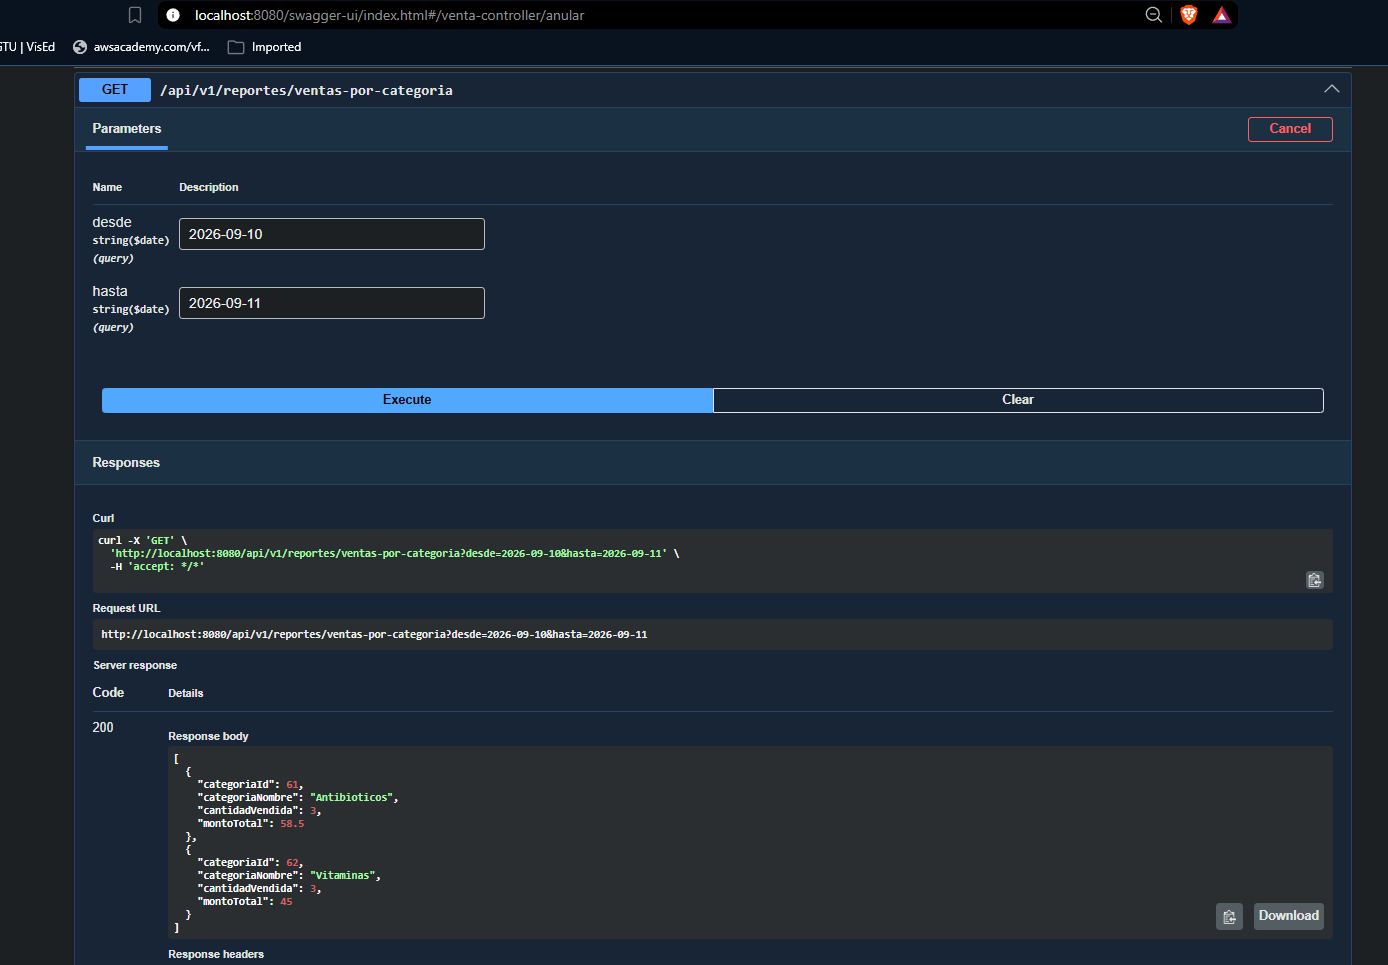 localhost:8080/swagger-ui/index.html#/venta-controller/anular
GTU | VisEd
awsacademy.com/vf...
Imported
GET /api/v1/reportes/ventas-por-categoria
Parameters
Cancel
Name Description
desde
string($date)
(query)
2026-09-10
hasta
string($date)
(query)
2026-09-11
Execute Clear
Responses
Curl
curl -X 'GET' \
'http://localhost:8080/api/v1/reportes/ventas-por-categoria?desde=2026-09-10&hasta=2026-09-11' \
-H 'accept: */*'
Request URL
http://localhost:8080/api/v1/reportes/ventas-por-categoria?desde=2026-09-10&hasta=2026-09-11
Server response
Code Details
200
Response body
[
{
"categoriaId": 61,
"categoriaNombre": "Antibioticos",
"cantidadVendida": 3,
"montoTotal": 58.5
},
{
"categoriaId": 62,
"categoriaNombre": "Vitaminas",
"cantidadVendida": 3,
"montoTotal": 45
}
]
Download
Response headers